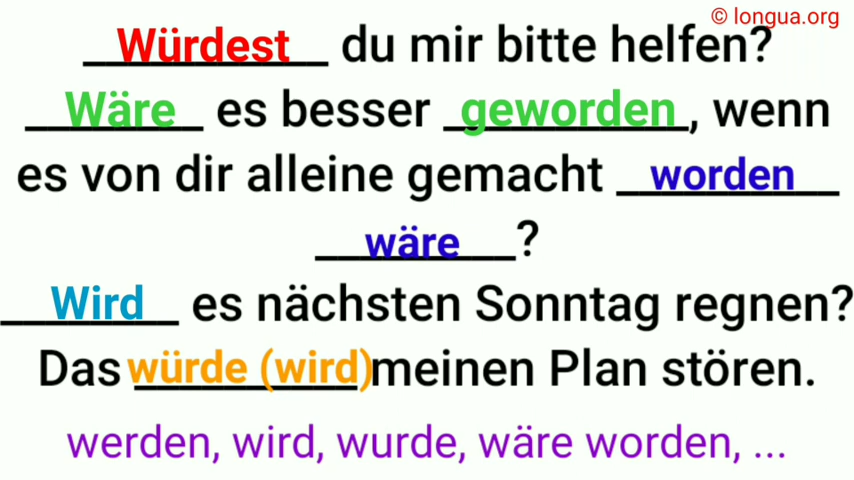 © longua.org
Würdest du mir bitte helfen?
Wäre es besser geworden, wenn
es von dir alleine gemacht worden
wäre?
Wird es nächsten Sonntag regnen?
Das würde (wird) meinen Plan stören.
werden, wird, wurde, wäre worden, ...